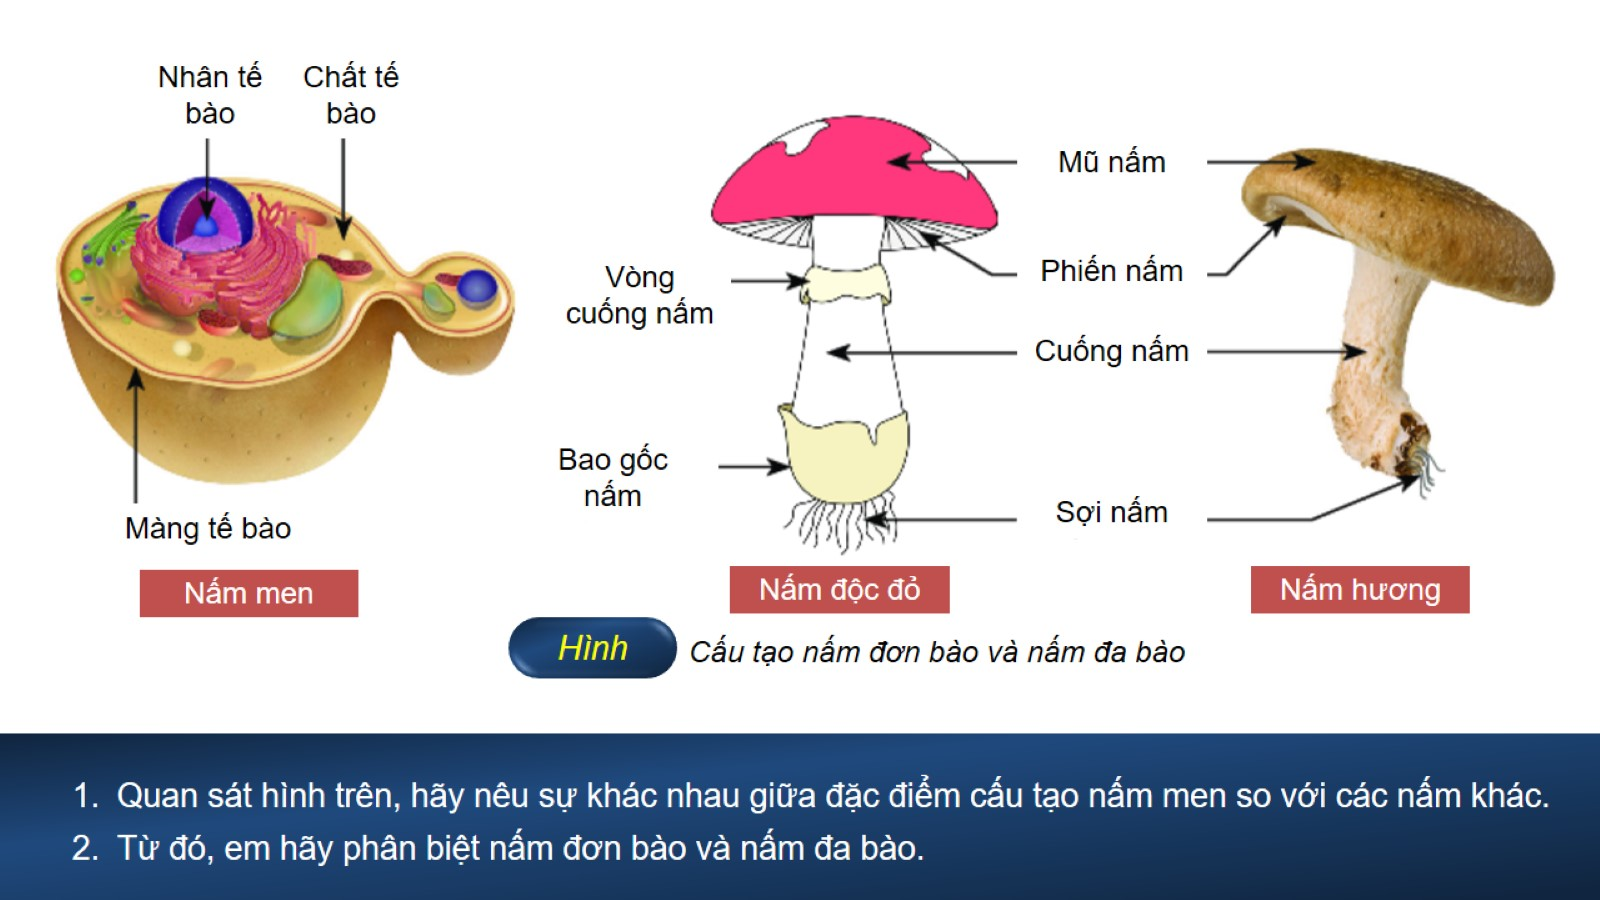 Nhân tế
bào
Chất tế
bào
Màng tế bào
Nấm men
Vòng
cuống nấm
Bao gốc
nấm
Mũ nấm
Phiến nấm
Cuống nấm
Sợi nấm
Nấm độc đỏ
Nấm hương
Hình
Cấu tạo nấm đơn bào và nấm đa bào
1. Quan sát hình trên, hãy nêu sự khác nhau giữa đặc điểm cấu tạo nấm men so với các nấm khác.
2. Từ đó, em hãy phân biệt nấm đơn bào và nấm đa bào.